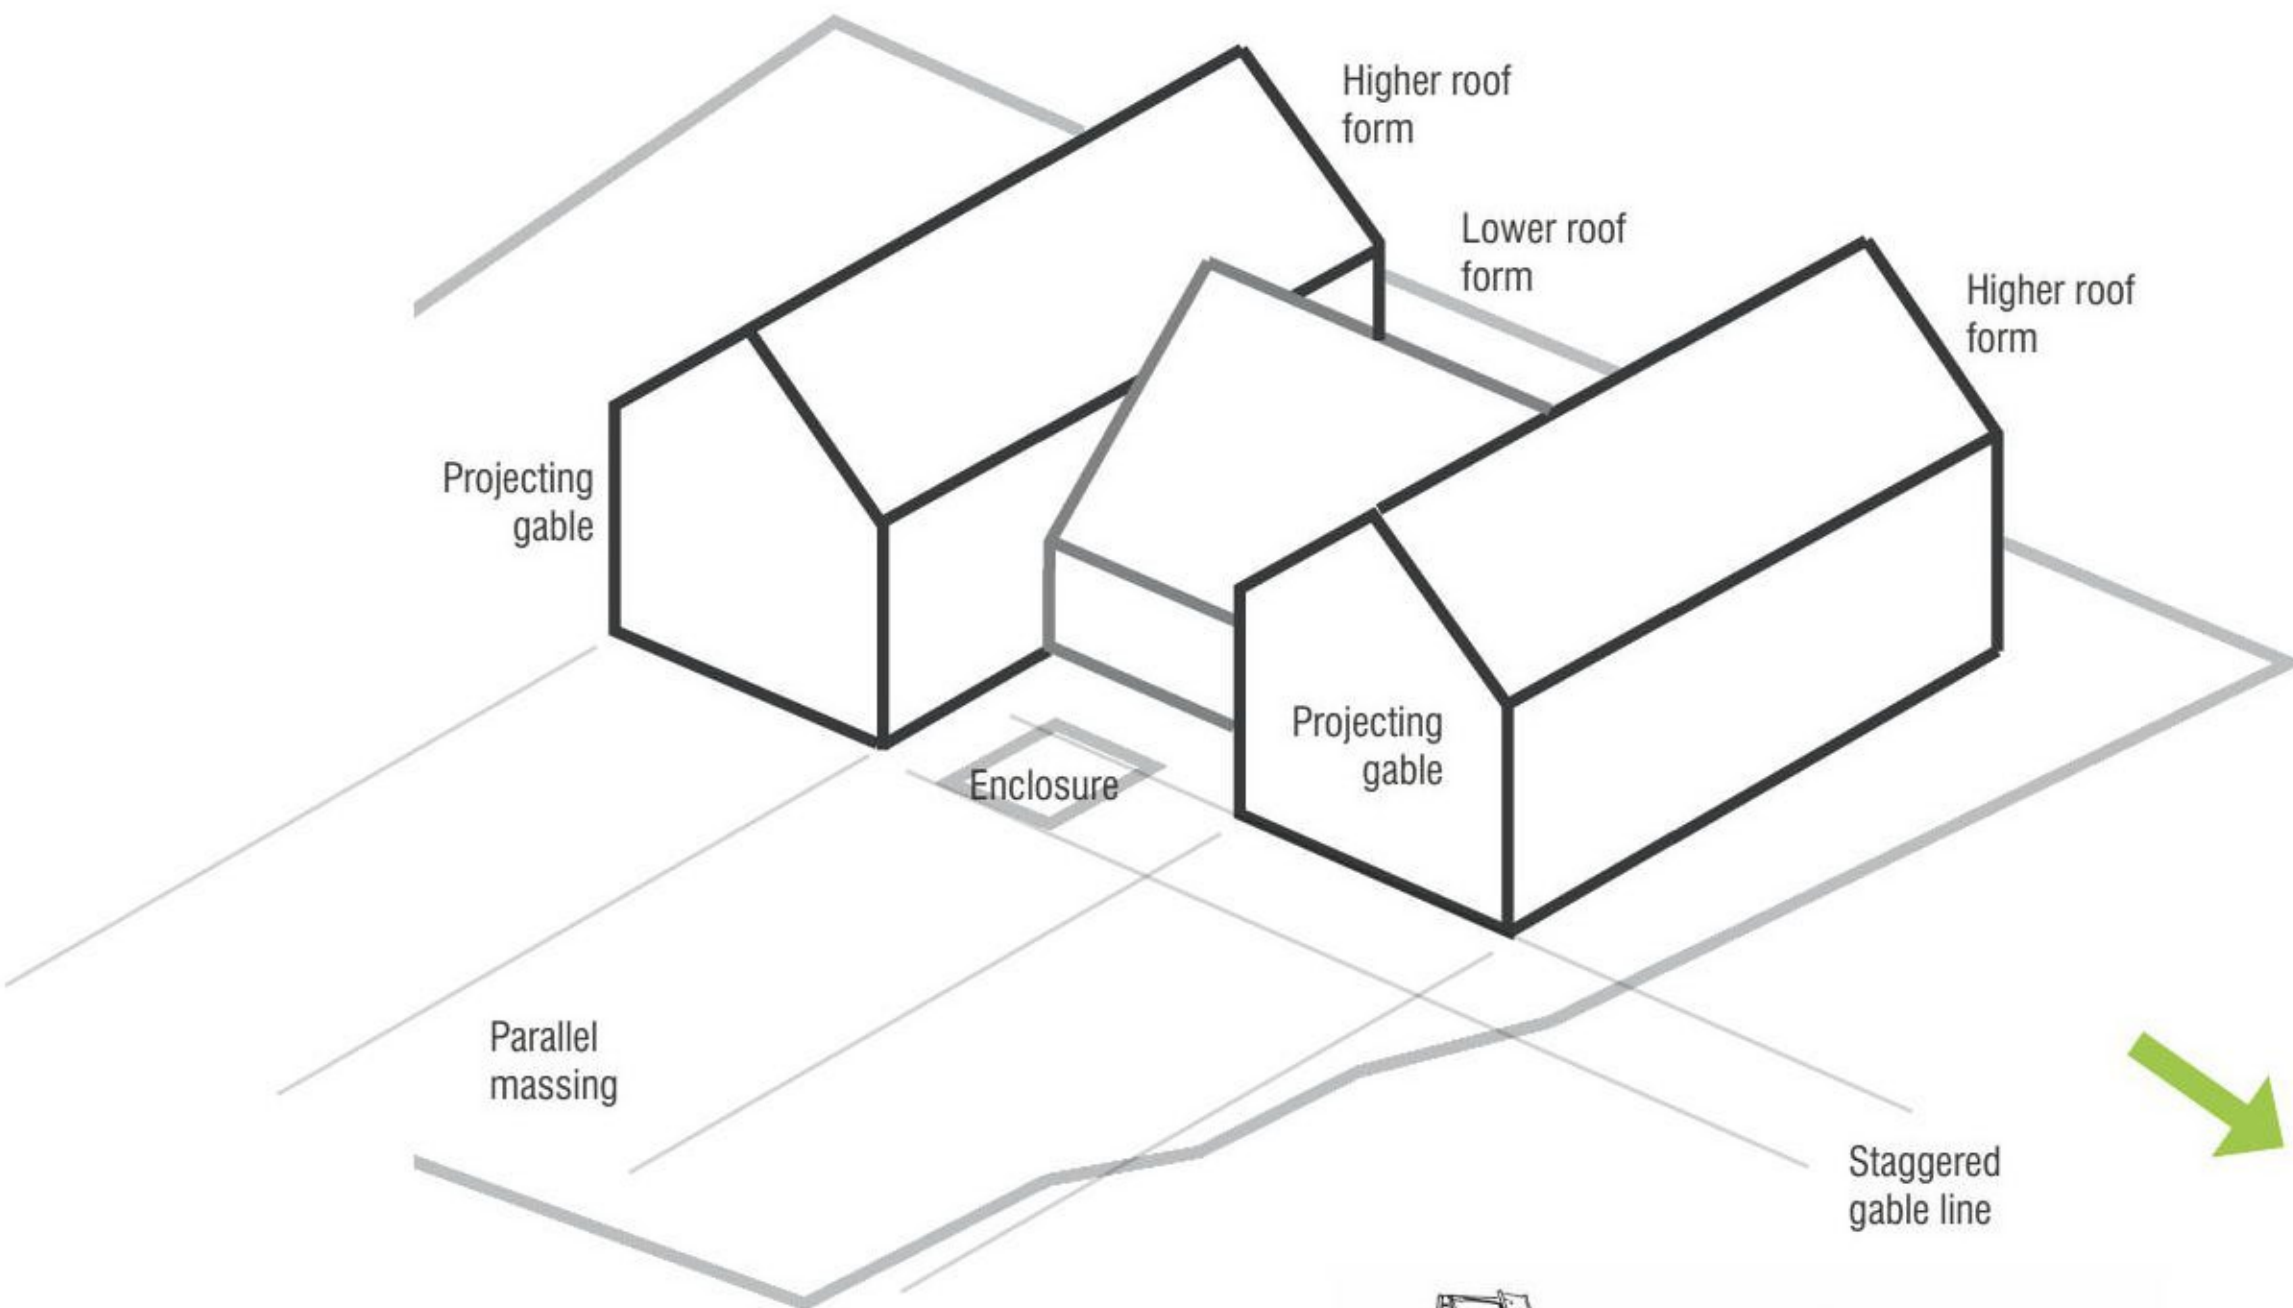 Higher roof
form
Lower roof
form
Higher roof
form
Projecting
gable
Projecting
gable
Enclosure
Parallel
massing
Staggered
gable line